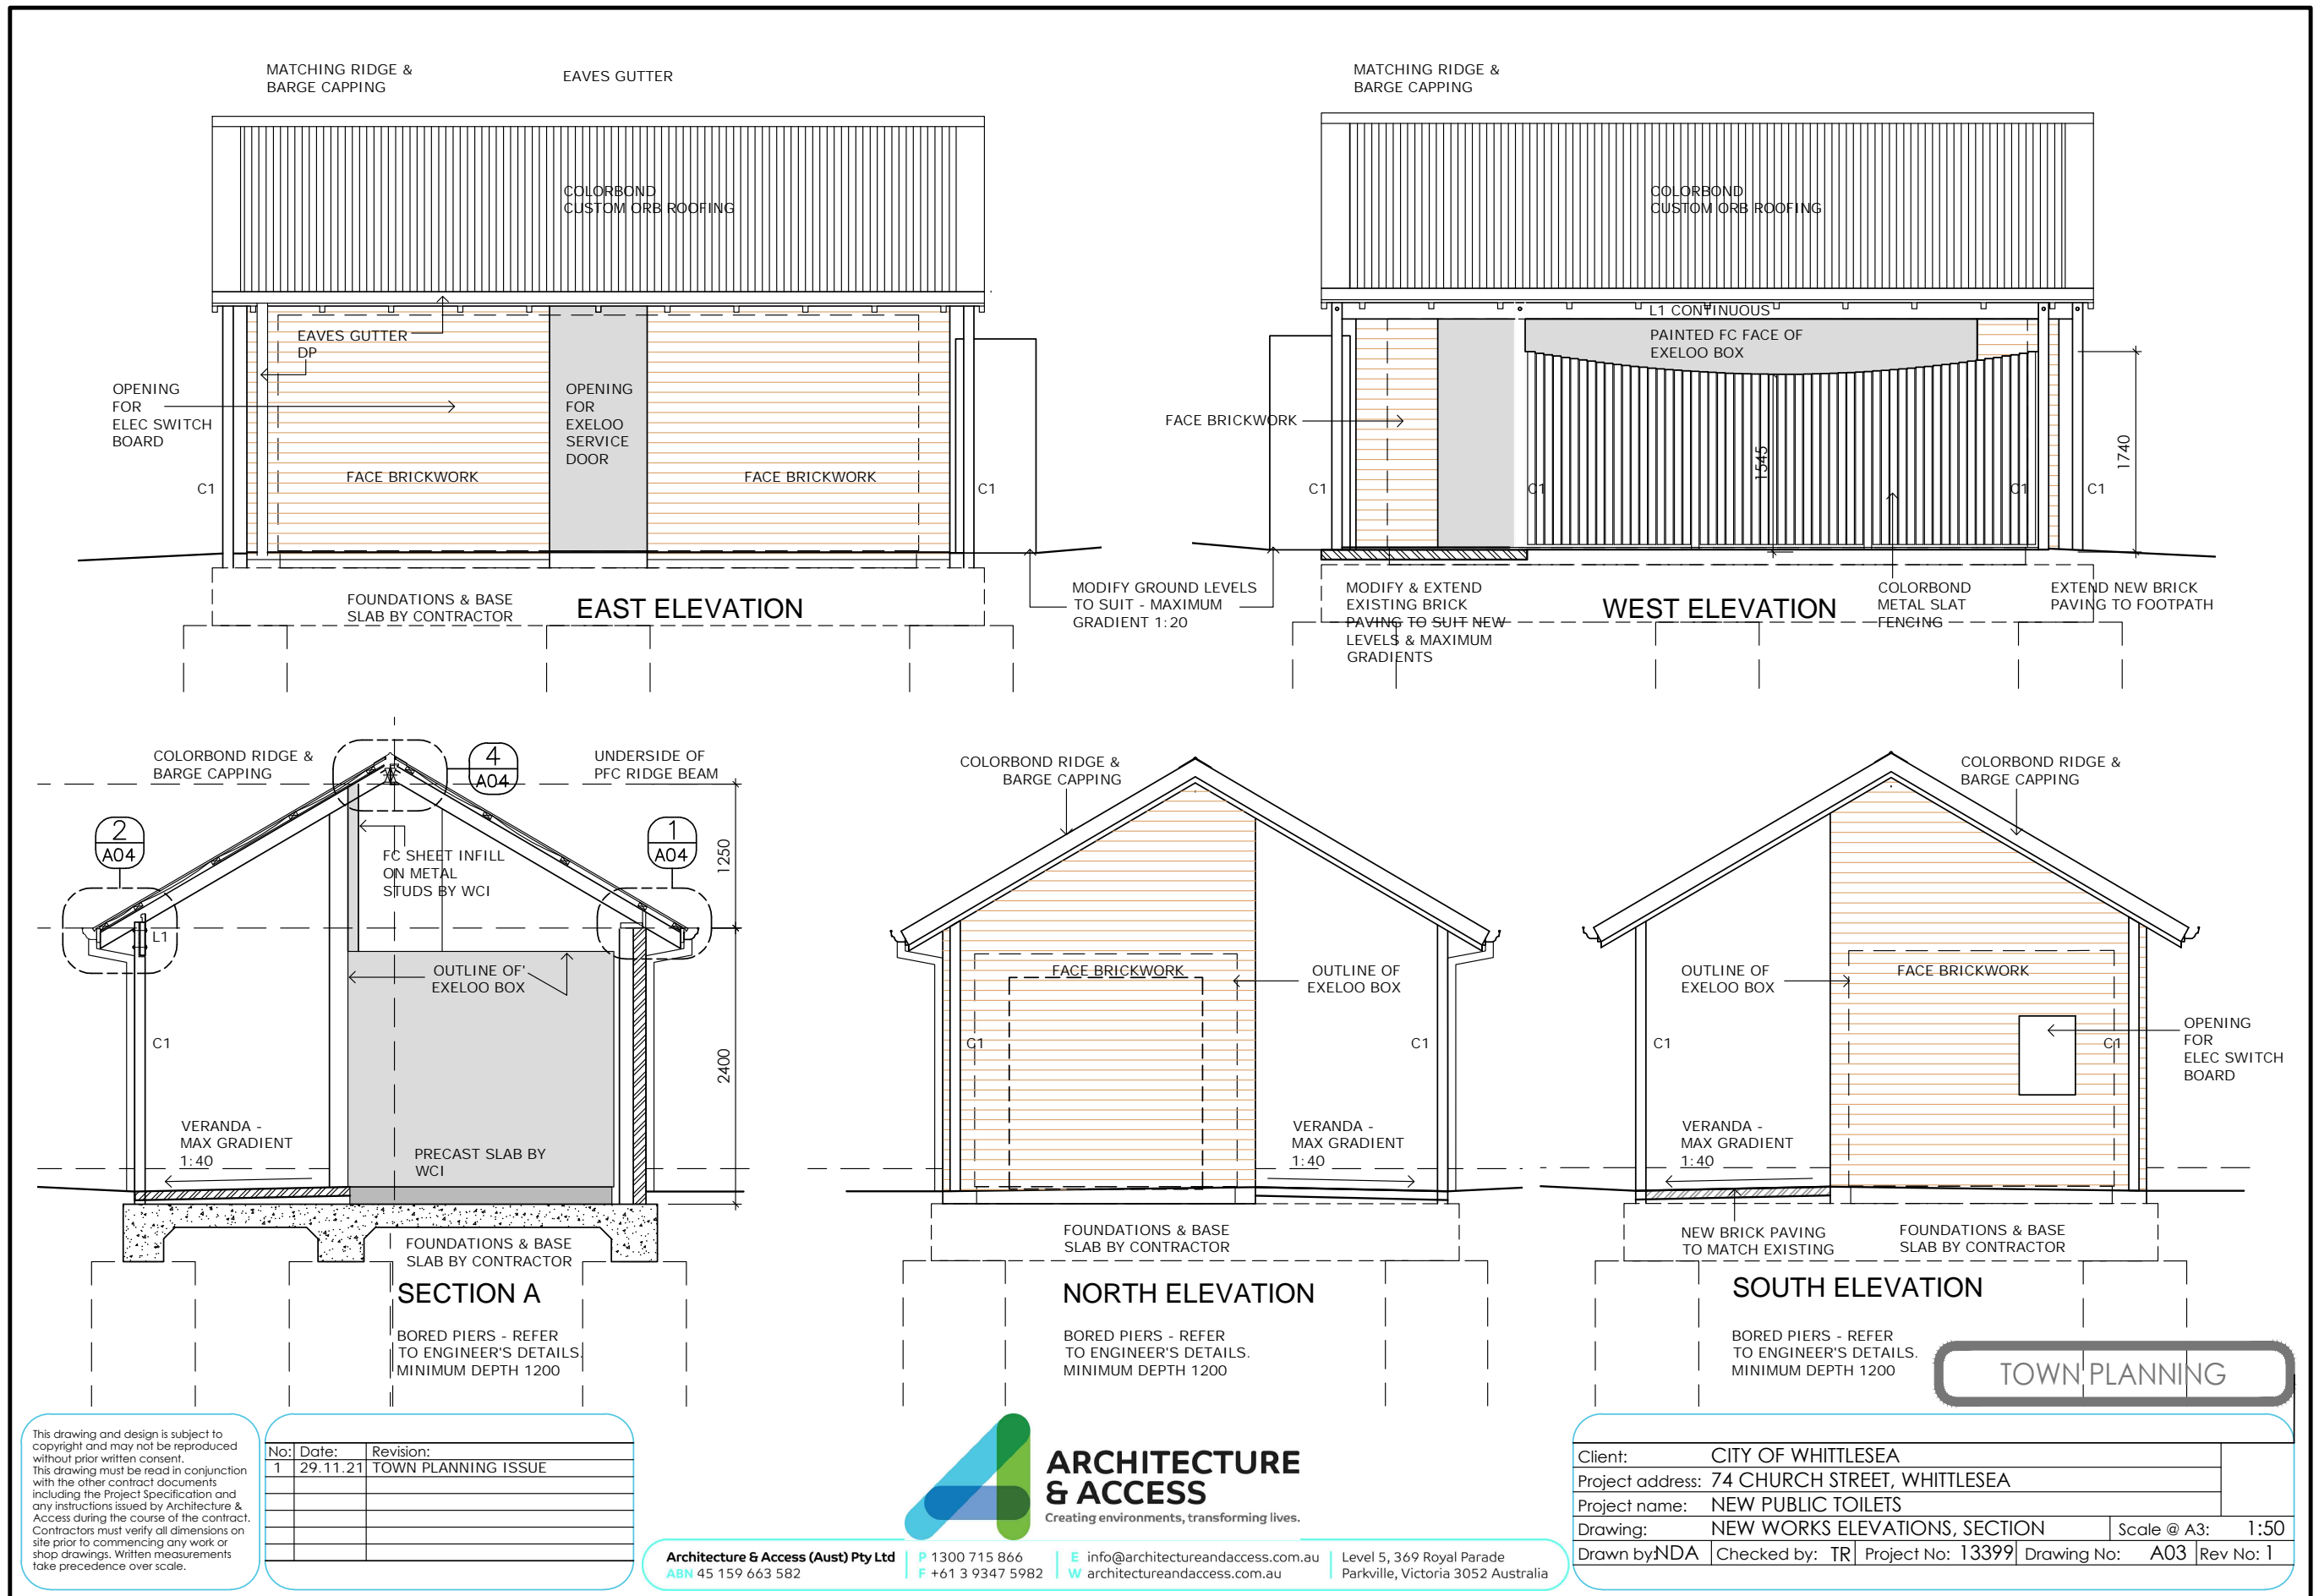 MATCHING RIDGE &
BARGE CAPPING
EAVES GUTTER
COLORBOND
CUSTOM ORB ROOFING
EAVES GUTTER
DP
OPENING
FOR
ELEC SWITCH
BOARD
OPENING
FOR
EXELOO
SERVICE
DOOR
FACE BRICKWORK
FACE BRICKWORK
C1
C1
FOUNDATIONS & BASE
SLAB BY CONTRACTOR
EAST ELEVATION
MODIFY GROUND LEVELS
TO SUIT - MAXIMUM
GRADIENT 1:20
MATCHING RIDGE &
BARGE CAPPING
COLORBOND
CUSTOM ORB ROOFING
L1 CONTINUOUS
PAINTED FC FACE OF
EXELOO BOX
FACE BRICKWORK
1545
1740
C1
C1
C1
C1
MODIFY & EXTEND
EXISTING BRICK
PAVING TO SUIT NEW
LEVELS & MAXIMUM
GRADIENTS
WEST ELEVATION
COLORBOND
METAL SLAT
FENCING
EXTEND NEW BRICK
PAVING TO FOOTPATH
COLORBOND RIDGE &
BARGE CAPPING
4
A04
UNDERSIDE OF
PFC RIDGE BEAM
2
A04
1
A04
FC SHEET INFILL
ON METAL
STUDS BY WCI
1250
L1
OUTLINE OF'
EXELOO BOX
C1
2400
VERANDA -
MAX GRADIENT
1:40
PRECAST SLAB BY
WCI
FOUNDATIONS & BASE
SLAB BY CONTRACTOR
SECTION A
BORED PIERS - REFER
TO ENGINEER'S DETAILS.
MINIMUM DEPTH 1200
COLORBOND RIDGE &
BARGE CAPPING
FACE BRICKWORK
OUTLINE OF
EXELOO BOX
C1
C1
VERANDA -
MAX GRADIENT
1:40
FOUNDATIONS & BASE
SLAB BY CONTRACTOR
NORTH ELEVATION
BORED PIERS - REFER
TO ENGINEER'S DETAILS.
MINIMUM DEPTH 1200
COLORBOND RIDGE &
BARGE CAPPING
OUTLINE OF
EXELOO BOX
FACE BRICKWORK
C1
C1
OPENING
FOR
ELEC SWITCH
BOARD
VERANDA -
MAX GRADIENT
1:40
NEW BRICK PAVING
TO MATCH EXISTING
FOUNDATIONS & BASE
SLAB BY CONTRACTOR
SOUTH ELEVATION
BORED PIERS - REFER
TO ENGINEER'S DETAILS.
MINIMUM DEPTH 1200
TOWN PLANNING
This drawing and design is subject to
copyright and may not be reproduced
without prior written consent.
This drawing must be read in conjunction
with the other contract documents
including the Project Specification and
any instructions issued by Architecture &
Access during the course of the contract.
Contractors must verify all dimensions on
site prior to commencing any work or
shop drawings. Written measurements
take precedence over scale.
No: Date: Revision:
1 29.11.21 TOWN PLANNING ISSUE
ARCHITECTURE
& ACCESS
Creating environments, transforming lives.
Architecture & Access (Aust) Pty Ltd
ABN 45 159 663 582
P 1300 715 866
F +61 3 9347 5982
E info@architectureandaccess.com.au
W architectureandaccess.com.au
Level 5, 369 Royal Parade
Parkville, Victoria 3052 Australia
Client: CITY OF WHITTLESEA
Project address: 74 CHURCH STREET, WHITTLESEA
Project name: NEW PUBLIC TOILETS
Drawing: NEW WORKS ELEVATIONS, SECTION Scale @ A3: 1:50
Drawn by: NDA Checked by: TR Project No: 13399 Drawing No: A03 Rev No: 1